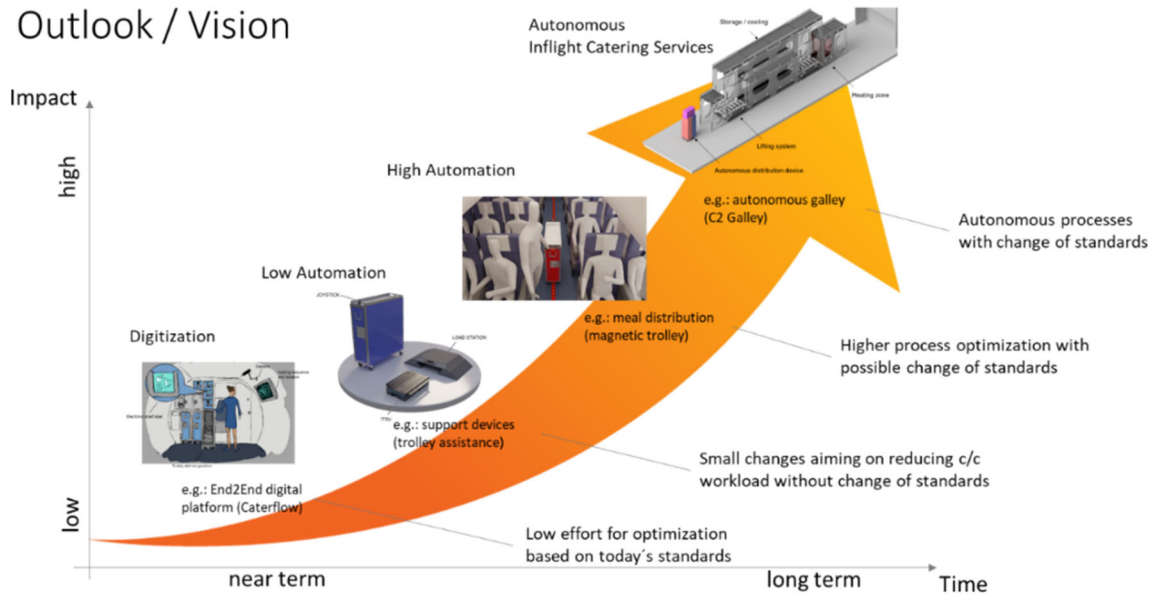 Outlook / Vision
Autonomous
Inflight Catering Services
Storage / cooling
Heating zone
Lifting system
Autonomous distribution device
Impact
high
low
High Automation
e.g.: autonomous galley
(C2 Galley)
Autonomous processes
with change of standards
Low Automation
JOYSTICK
LOAD STATION
PSU
e.g.: meal distribution
(magnetic trolley)
Digitization
Higher process optimization with
possible change of standards
e.g.: support devices
(trolley assistance)
Small changes aiming on reducing c/c
workload without change of standards
e.g.: End2End digital
platform (Caterflow)
Low effort for optimization
based on today´s standards
near term
long term
Time